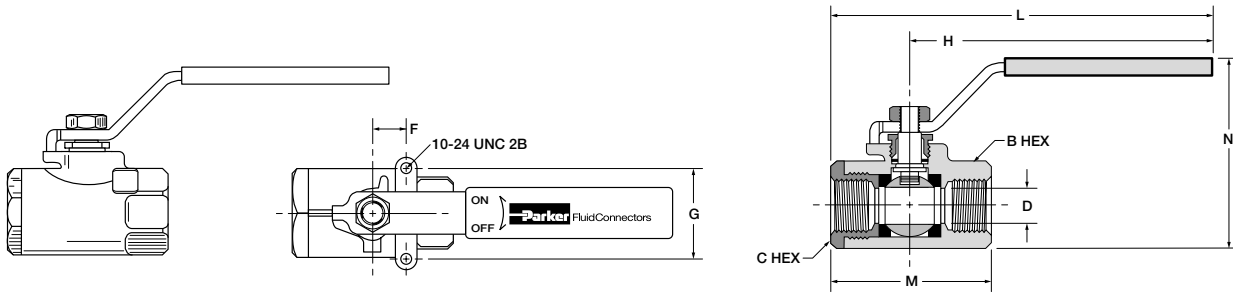 F
10-24 UNC 2B
ON
OFF
Parker FluidConnectors
G
L
H
N
B HEX
D
C HEX
M